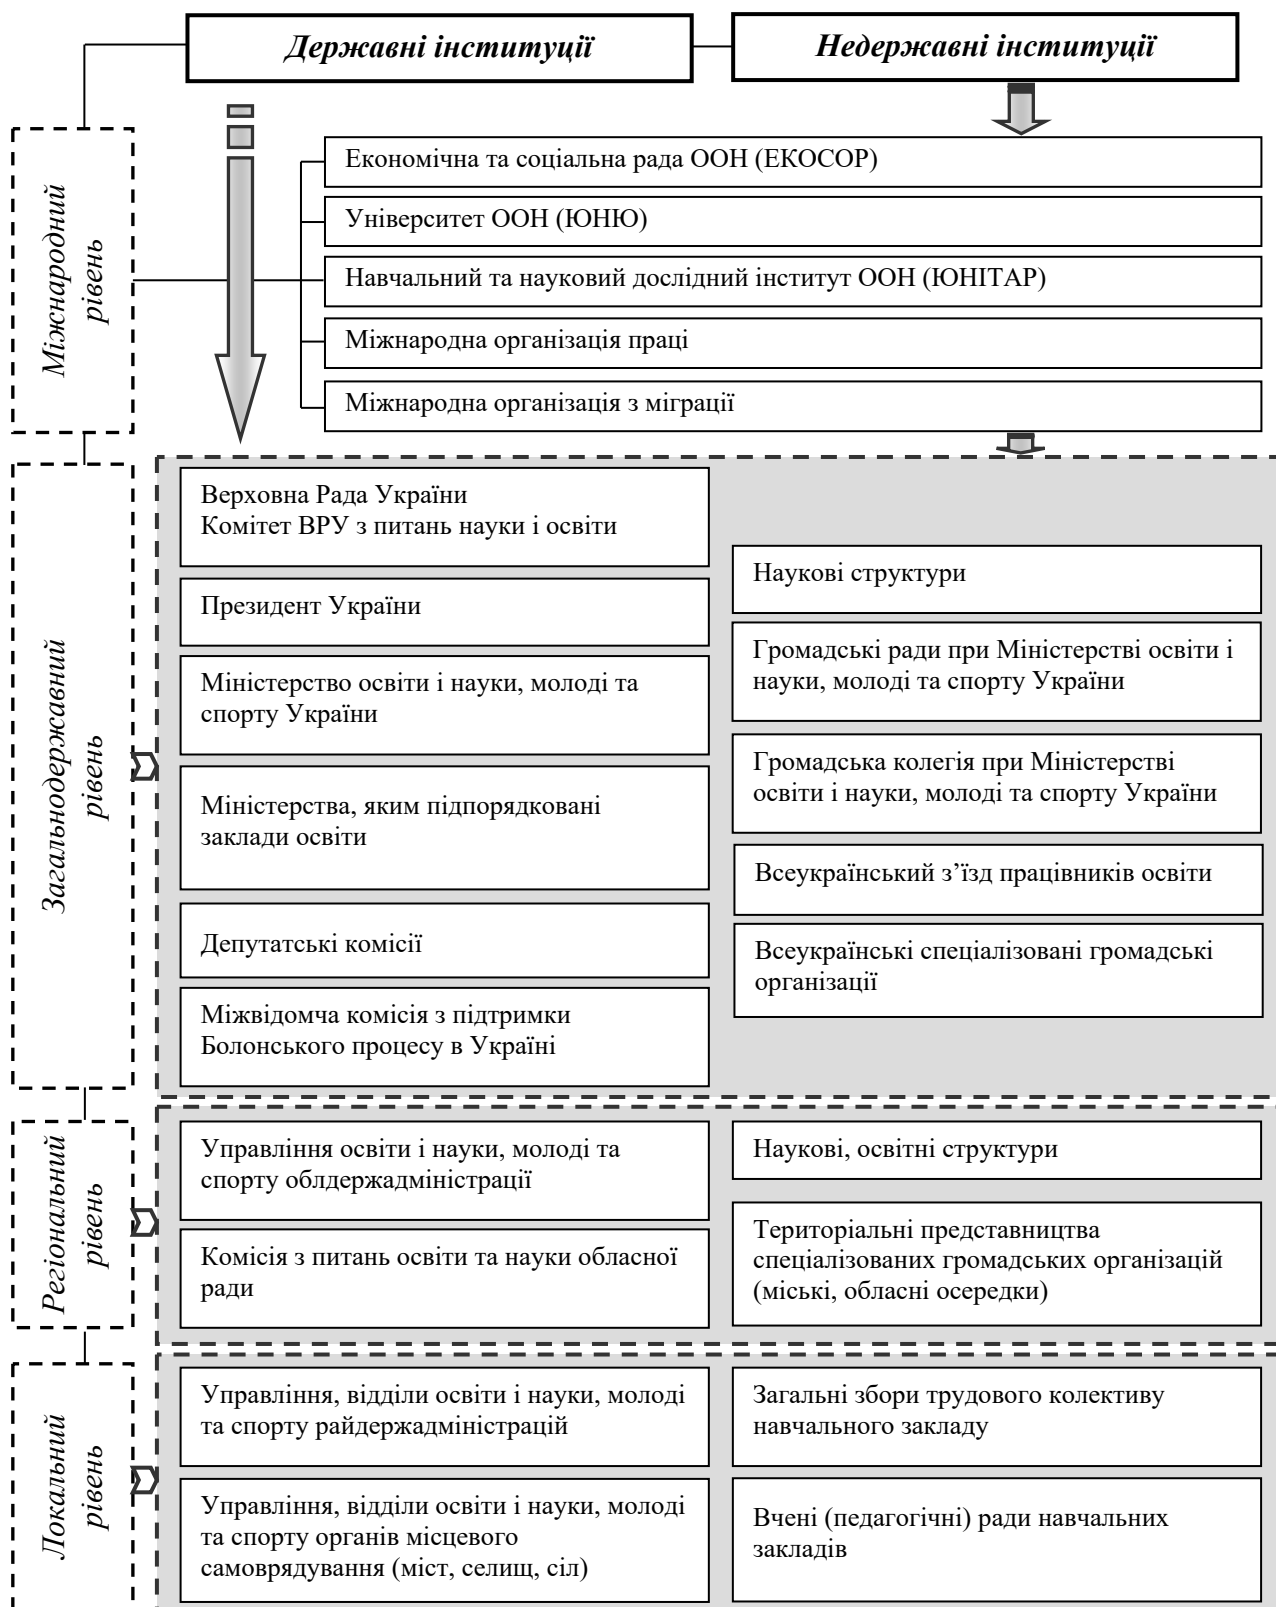 Державні інституції
Недержавні інституції
Міжнародний
рівень
Економічна та соціальна рада ООН (ЕКОСОР)
Університет ООН (ЮНЮ)
Навчальний та науковий дослідний інститут ООН (ЮНІТАР)
Міжнародна організація праці
Міжнародна організація з міграції
Загальнодержавний
рівень
Верховна Рада України
Комітет ВРУ з питань науки і освіти
Президент України
Міністерство освіти і науки, молоді та
спорту України
Міністерства, яким підпорядковані
заклади освіти
Депутатські комісії
Міжвідомча комісія з підтримки
Болонського процесу в Україні
Наукові структури
Громадські ради при Міністерстві освіти і
науки, молоді та спорту України
Громадська колегія при Міністерстві
освіти і науки, молоді та спорту України
Всеукраїнський з’їзд працівників освіти
Всеукраїнські спеціалізовані громадські
організації
Регіональний
рівень
Управління освіти і науки, молоді та
спорту облдержадміністрації
Комісія з питань освіти та науки обласної
ради
Наукові, освітні структури
Територіальні представництва
спеціалізованих громадських організацій
(міські, обласні осередки)
Локальний
рівень
Управління, відділи освіти і науки, молоді
та спорту райдержадміністрацій
Управління, відділи освіти і науки, молоді
та спорту органів місцевого
самоврядування (міст, селищ, сіл)
Загальні збори трудового колективу
навчального закладу
Вчені (педагогічні) ради навчальних
закладів